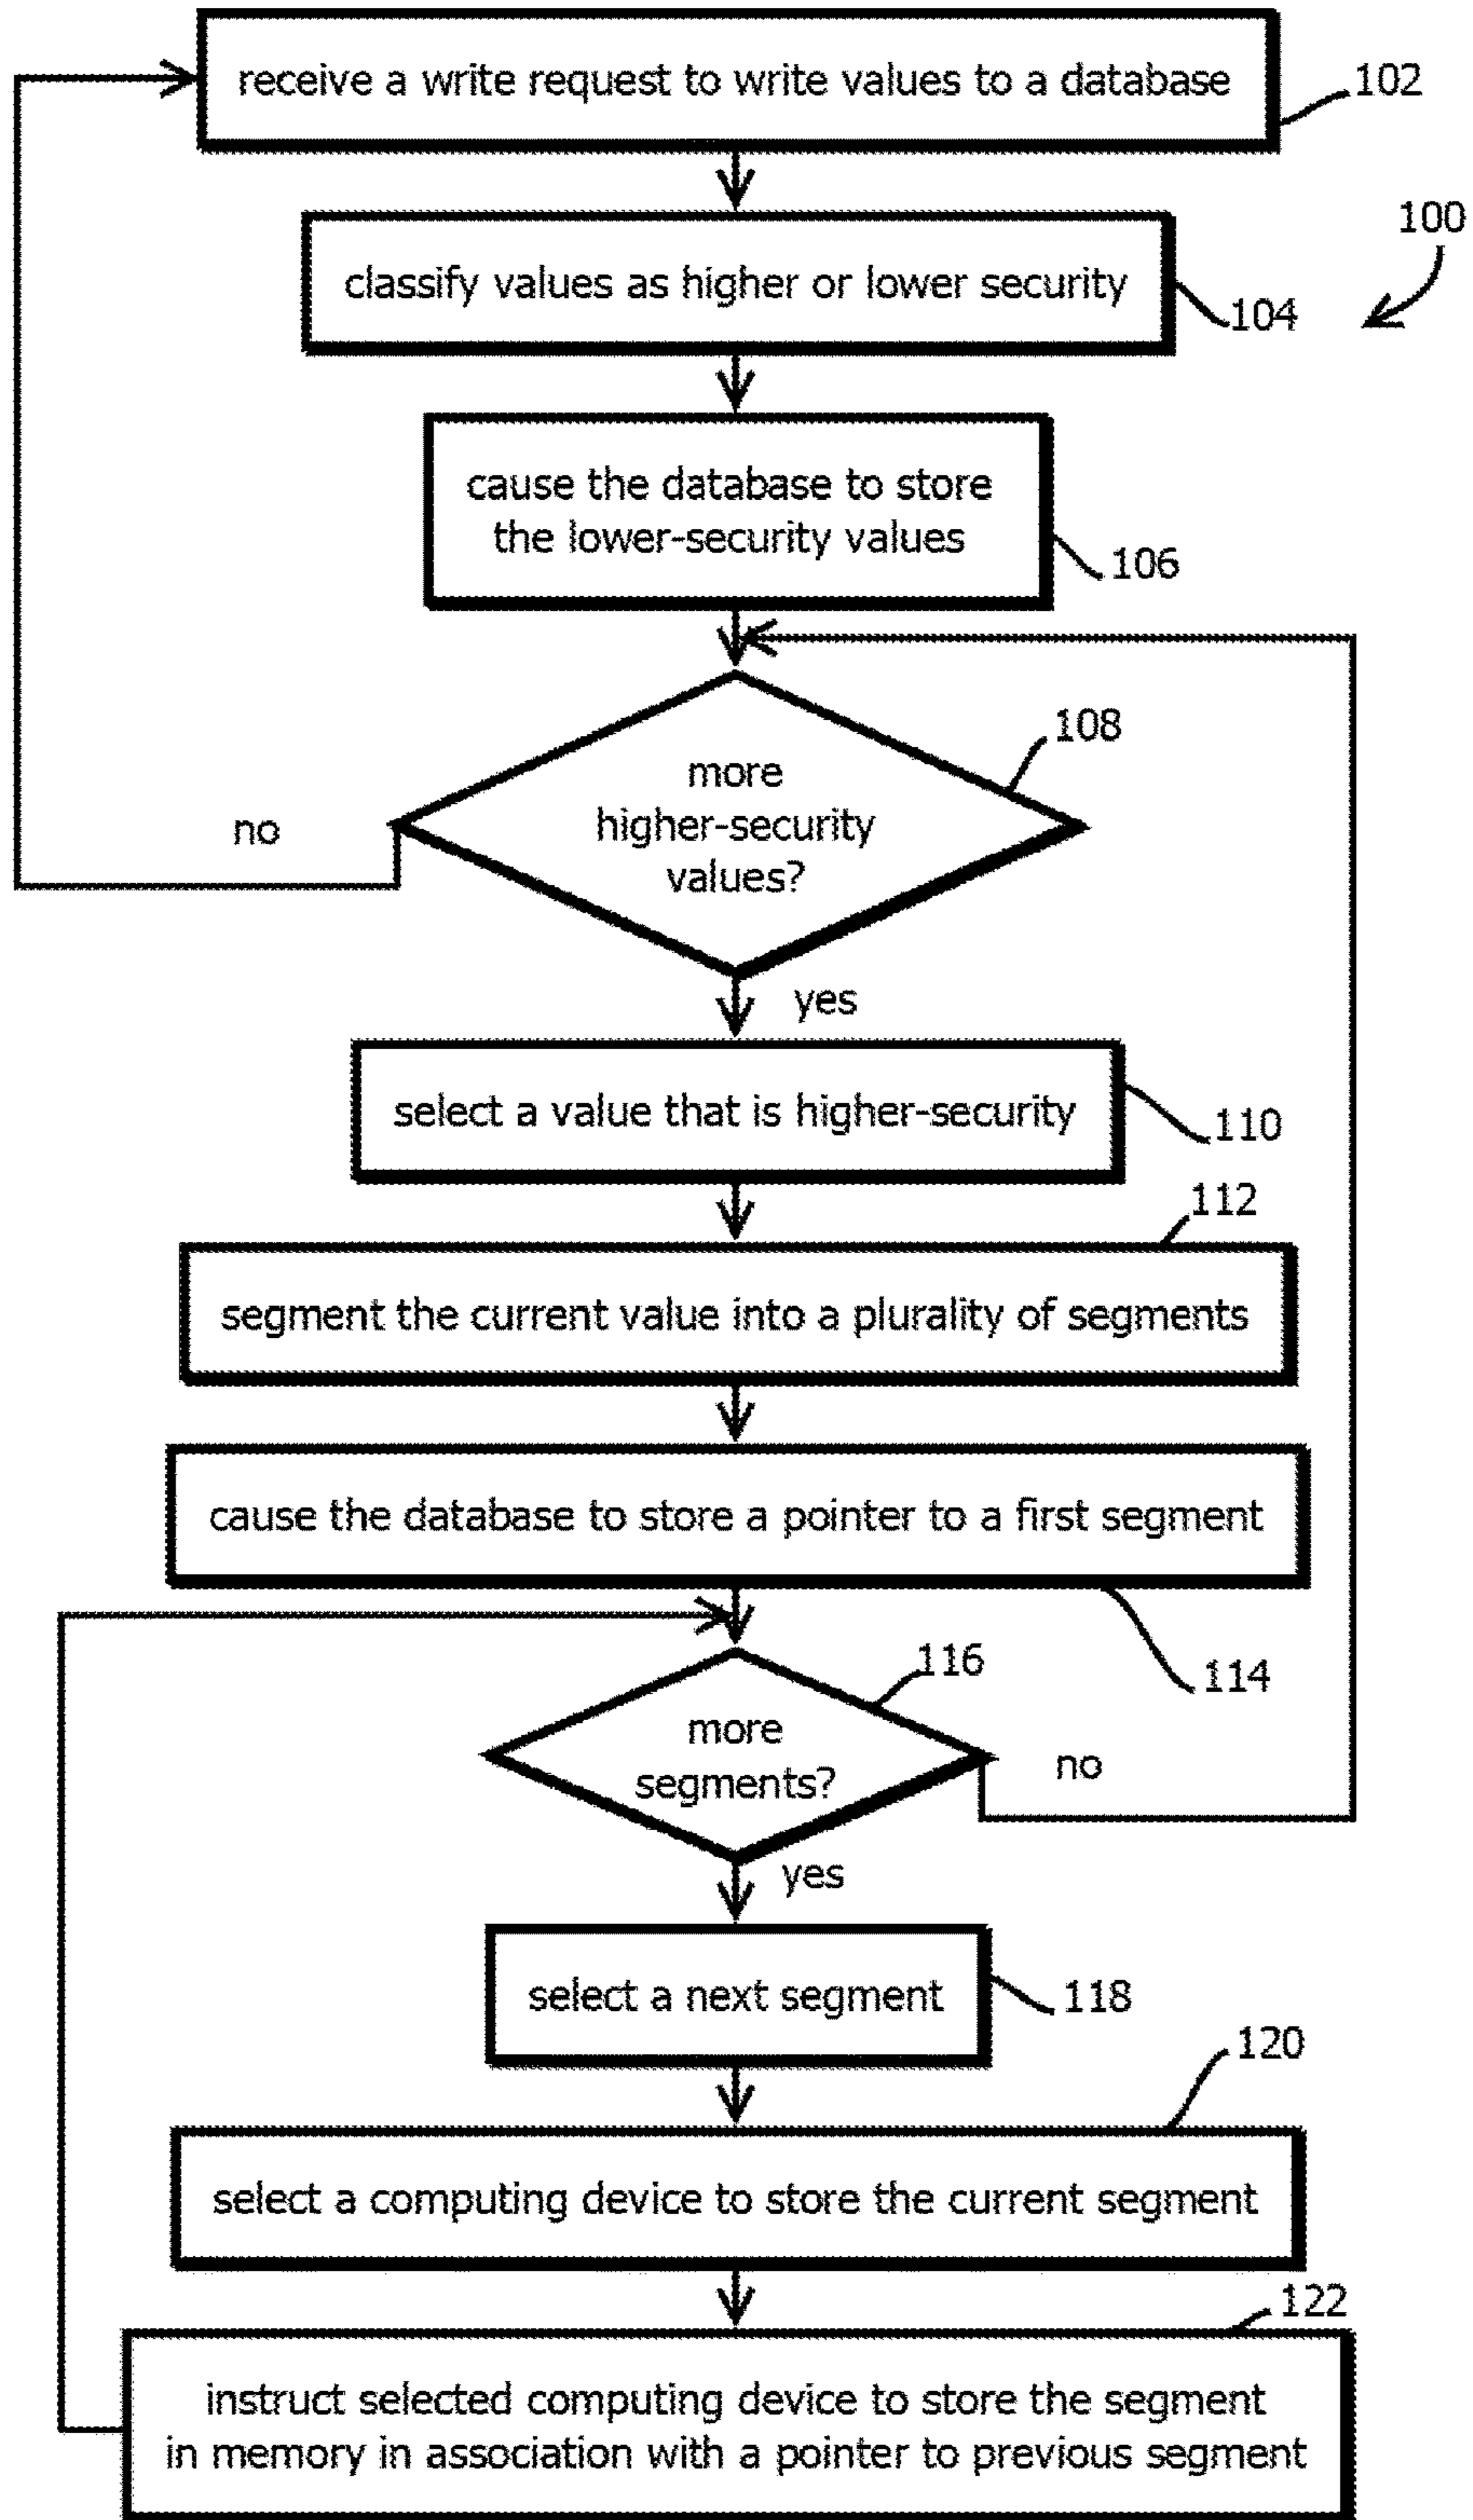 receive a write request to write values to a database
102
100
classify values as higher or lower security
104
cause the database to store
the lower-security values
106
108
more
higher-security
values?
no
yes
select a value that is higher-security
110
112
segment the current value into a plurality of segments
cause the database to store a pointer to a first segment
114
116
more
segments?
no
yes
select a next segment
118
120
select a computing device to store the current segment
122
instruct selected computing device to store the segment
in memory in association with a pointer to previous segment